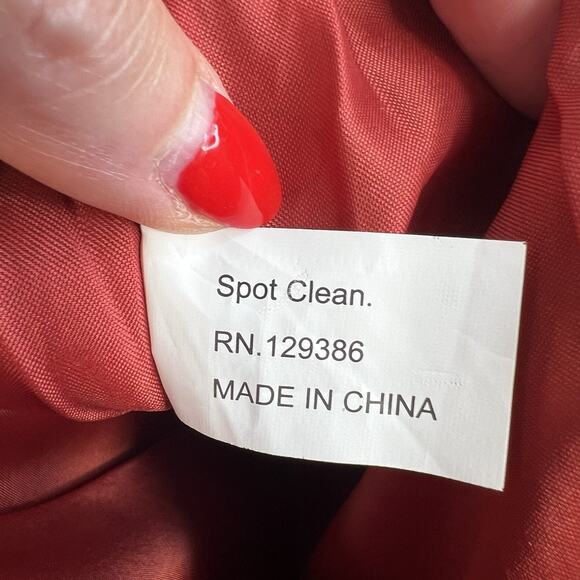 Spot Clean.
RN.129386
MADE IN CHINA